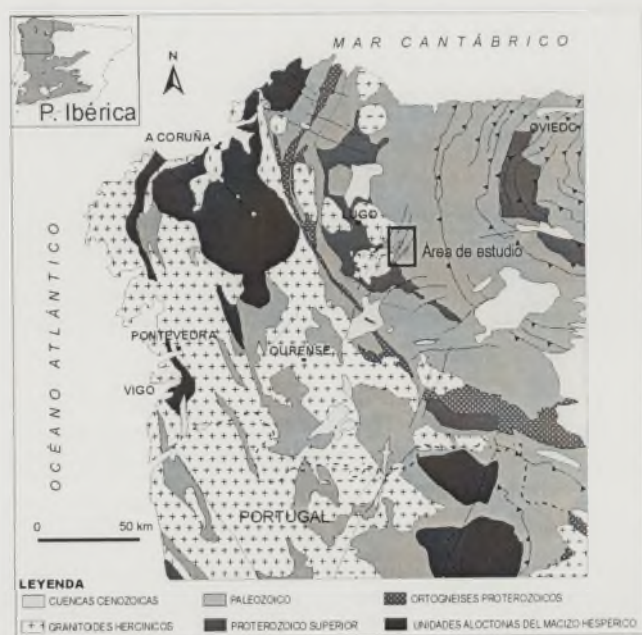 MAR CANTÁBRICO
N
P. Ibérica
A CORUÑA
OVIEDO
LUGO
Área de estudio
OCÉANO ATLÁNTICO
PONTEVEDRA
OURENSE
VIGO
PORTUGAL
0 50 km
LEYENDA
CUENCAS CENOZOICAS PALEOZOICO ORTOGNEISES PROTEROZOICOS
GRANITOIDES HERCINICOS PROTEROZOICO SUPERIOR UNIDADES ALOCTONAS DEL MACIZO HESPÉRICO